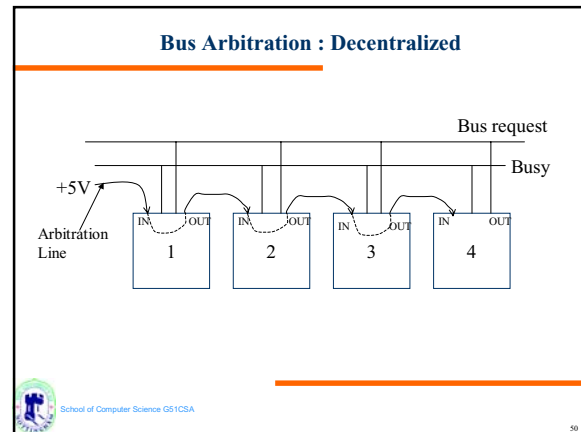 Bus Arbitration : Decentralized
Bus request
Busy
+5V
Arbitration
Line
IN OUT IN OUT IN OUT IN OUT
1 2 3 4
School of Computer Science G51CSA
50